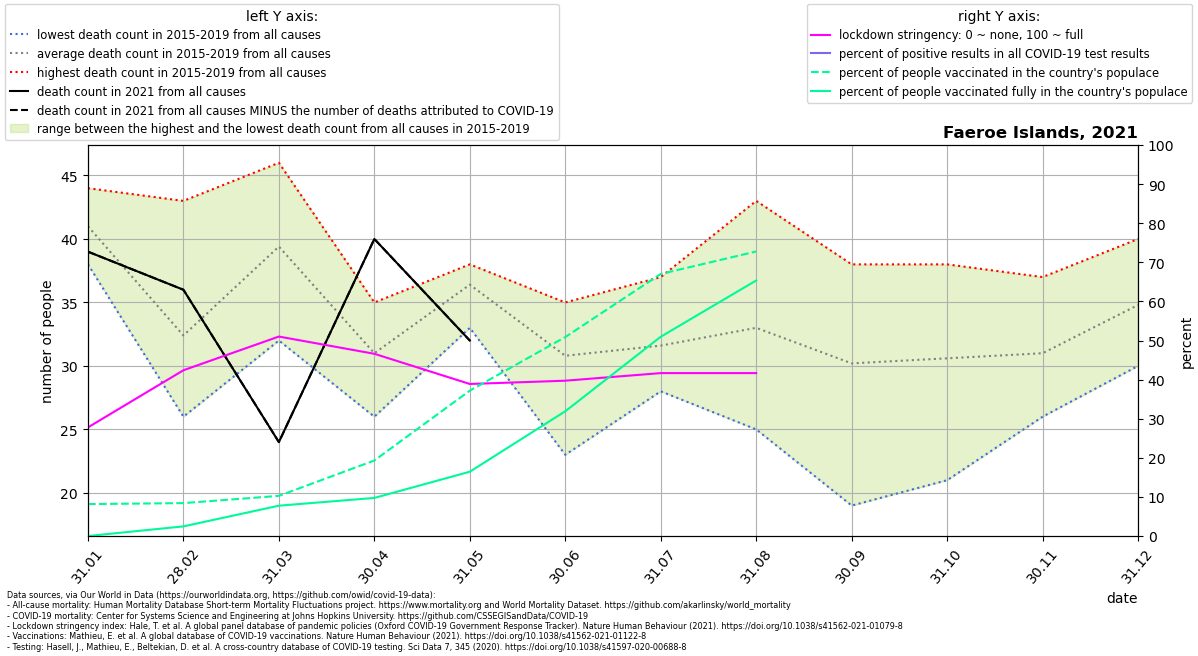 left Y axis:
lowest death count in 2015-2019 from all causes
average death count in 2015-2019 from all causes
highest death count in 2015-2019 from all causes
death count in 2021 from all causes
death count in 2021 from all causes MINUS the number of deaths attributed to COVID-19
range between the highest and the lowest death count from all causes in 2015-2019
right Y axis:
lockdown stringency: 0 ~ none, 100 ~ full
percent of positive results in all COVID-19 test results
percent of people vaccinated in the country's populace
percent of people vaccinated fully in the country's populace
Faeroe Islands, 2021
number of people
45
40
35
30
25
20
100
90
80
70
60
50
40
30
20
10
0
percent
31.01
28.02
31.03
30.04
31.05
30.06
31.07
31.08
30.09
31.10
30.11
31.12
date
Data sources, via Our World in Data (https://ourworldindata.org, https://github.com/owid/covid-19-data):
- All-cause mortality: Human Mortality Database Short-term Mortality Fluctuations project. https://www.mortality.org and World Mortality Dataset. https://github.com/akarlinsky/world_mortality
- COVID-19 mortality: Center for Systems Science and Engineering at Johns Hopkins University. https://github.com/CSSEGISandData/COVID-19
- Lockdown stringency index: Hale, T. et al. A global panel database of pandemic policies (Oxford COVID-19 Government Response Tracker). Nature Human Behaviour (2021). https://doi.org/10.1038/s41562-021-01079-8
- Vaccinations: Mathieu, E. et al. A global database of COVID-19 vaccinations. Nature Human Behaviour (2021). https://doi.org/10.1038/s41562-021-01122-8
- Testing: Hasell, J., Mathieu, E., Beltekian, D. et al. A cross-country database of COVID-19 testing. Sci Data 7, 345 (2020). https://doi.org/10.1038/s41597-020-00688-8